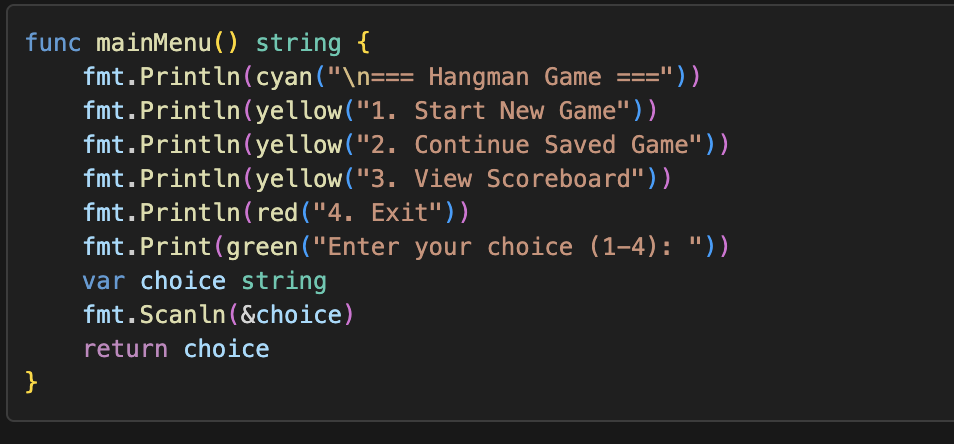 func mainMenu() string {
    fmt.Println(cyan("\n=== Hangman Game ==="))
    fmt.Println(yellow("1. Start New Game"))
    fmt.Println(yellow("2. Continue Saved Game"))
    fmt.Println(yellow("3. View Scoreboard"))
    fmt.Println(red("4. Exit"))
    fmt.Print(green("Enter your choice (1-4): "))
    var choice string
    fmt.Scanln(&choice)
    return choice
}